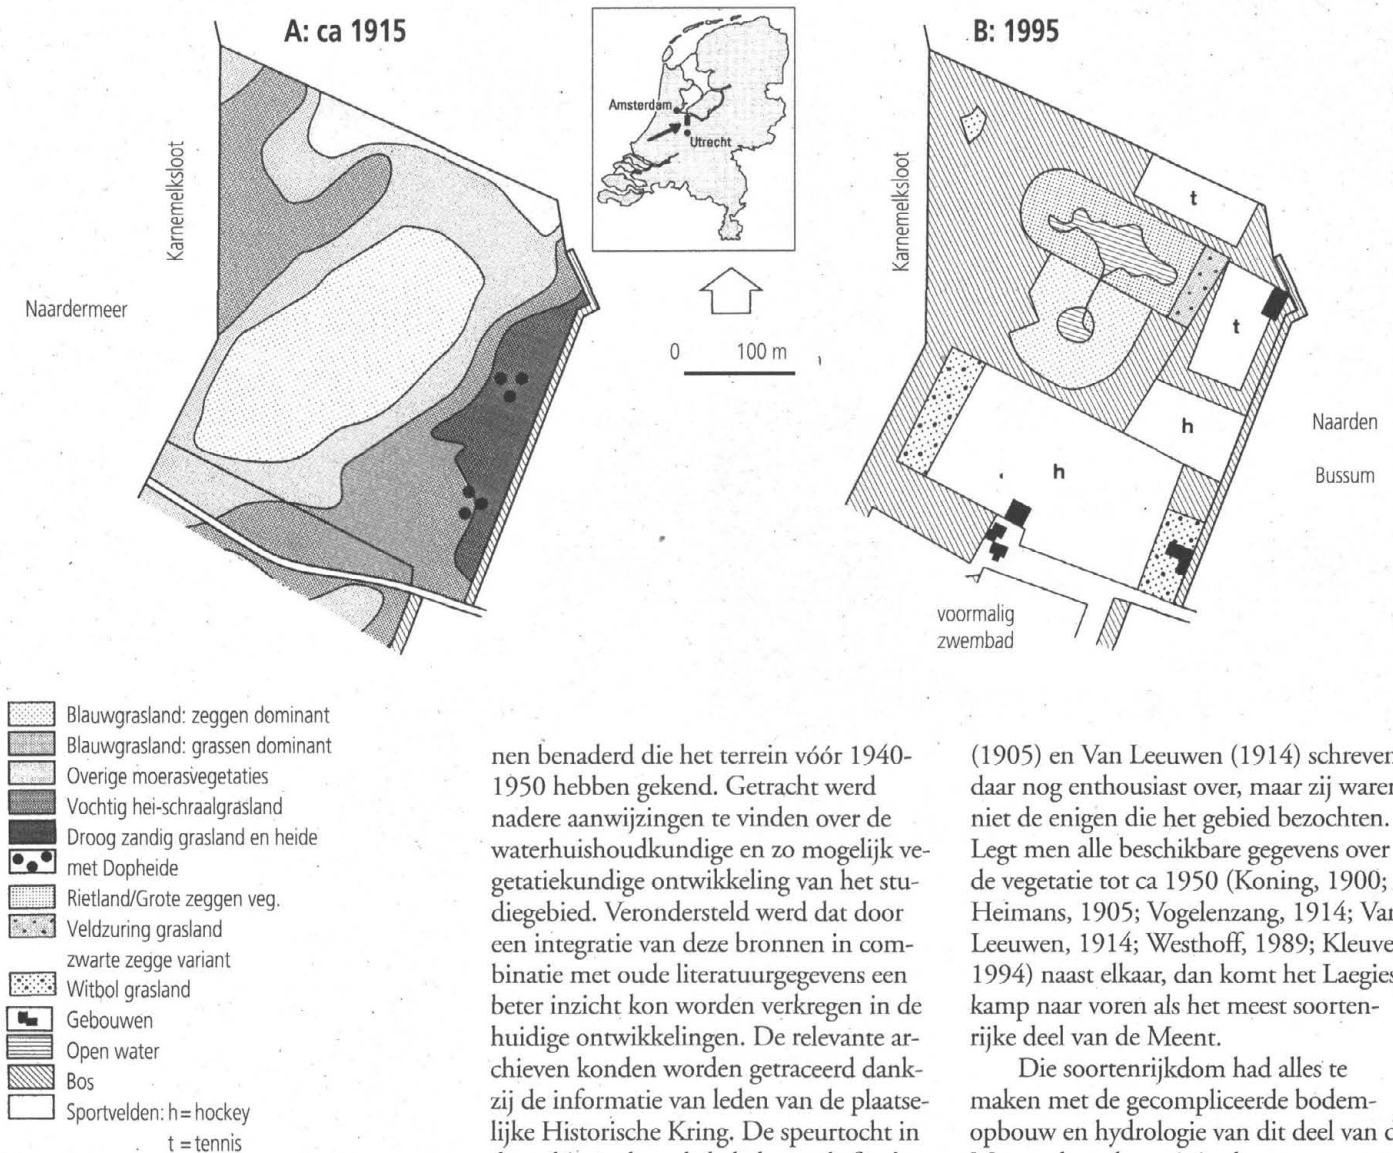 A: ca 1915
B: 1995
Amsterdam
Utrecht
Karnemelksloot
Karnemelksloot
Naardermeer
0 100 m
t
t
h
h
Naarden
Bussum
voormalig
zwembad
Blauwgrasland: zeggen dominant
Blauwgrasland: grassen dominant
Overige moerasvegetaties
Vochtig hei-schraalgrasland
Droog zandig grasland en heide
met Dopheide
Rietland/Grote zeggen veg.
Veldzuring grasland
zwarte zegge variant
Witbol grasland
Gebouwen
Open water
Bos
Sportvelden: h = hockey
t = tennis
nen benaderd die het terrein vóór 1940-
1950 hebben gekend. Getracht werd
nadere aanwijzingen te vinden over de
waterhuishoudkundige en zo mogelijk ve-
getatiekundige ontwikkeling van het stu-
diegebied. Verondersteld werd dat door
een integratie van deze bronnen in com-
binatie met oude literatuurgegevens een
beter inzicht kon worden verkregen in de
huidige ontwikkelingen. De relevante ar-
chieven konden worden getraceerd dank-
zij de informatie van leden van de plaatse-
lijke Historische Kring. De speurtocht in
(1905) en Van Leeuwen (1914) schreven
daar nog enthousiast over, maar zij waren
niet de enigen die het gebied bezochten.
Legt men alle beschikbare gegevens over
de vegetatie tot ca 1950 (Koning, 1900;
Heimans, 1905; Vogelenzang, 1914; Van
Leeuwen, 1914; Westhoff, 1989; Kleuve
1994) naast elkaar, dan komt het Laegies
kamp naar voren als het meest soorten-
rijke deel van de Meent.
Die soortenrijkdom had alles te
maken met de gecompliceerde bodem-
opbouw en hydrologie van dit deel van d